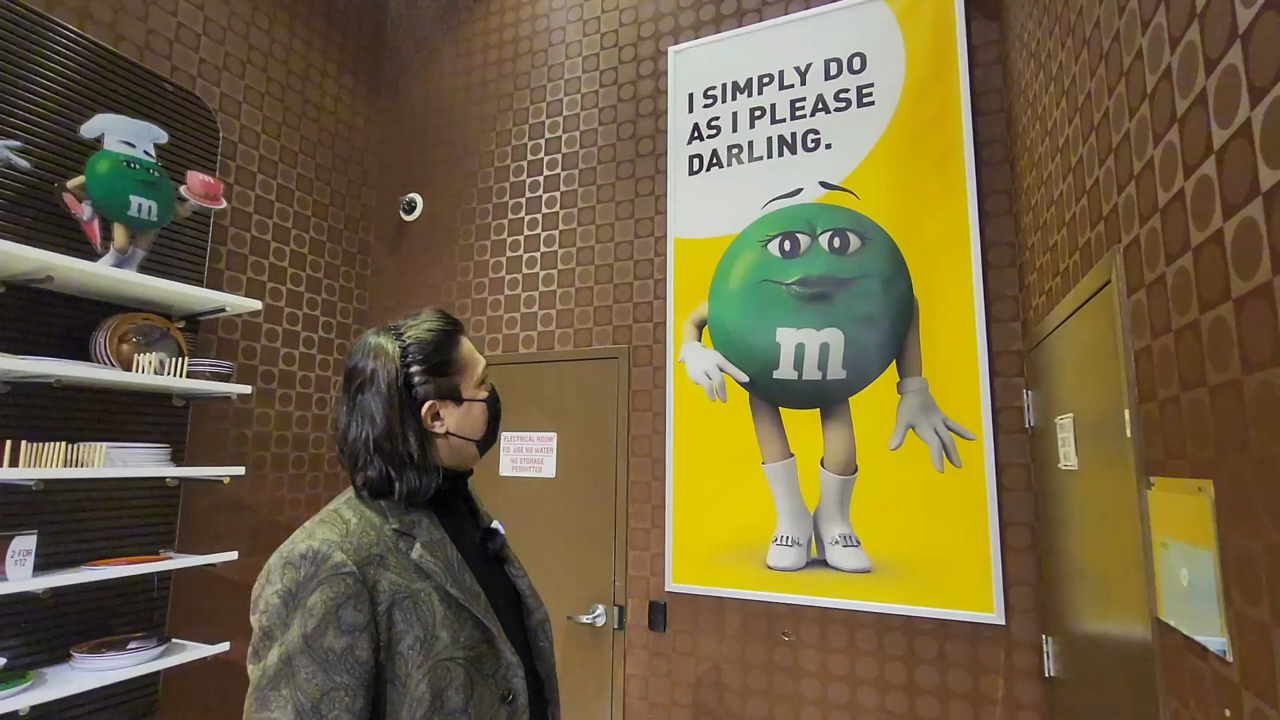 I SIMPLY DO
AS I PLEASE
DARLING.
m
m
ELECTRICAL ROOM
F.D. USE NO WATER
NO STORAGE
PERMITTED
2 FOR
$12